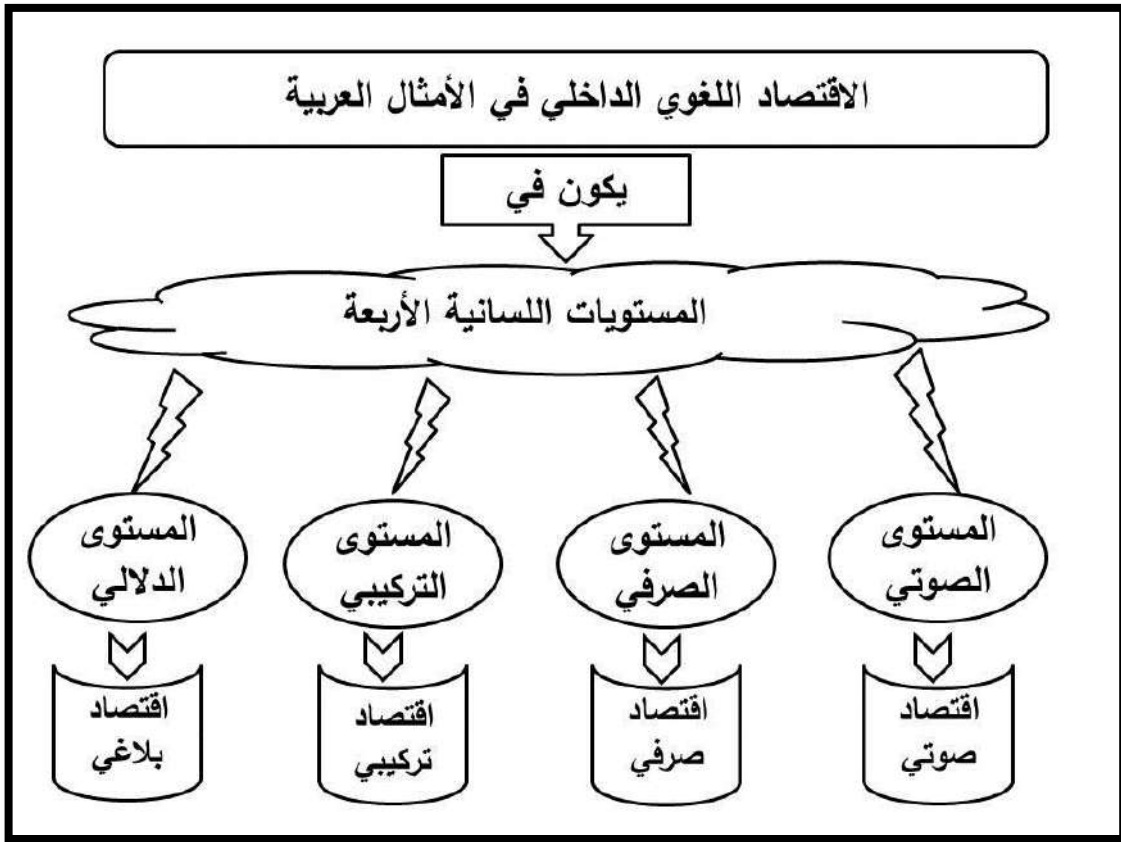 الاقتصاد اللغوي الداخلي في الأمثال العربية
يكون في
المستويات اللسانية الأربعة
المستوى
الصوتي
المستوى
الصرفي
المستوى
التركيبي
المستوى
الدلالي
اقتصاد
صوتي
اقتصاد
صرفي
اقتصاد
تركيبي
اقتصاد
بلاغي